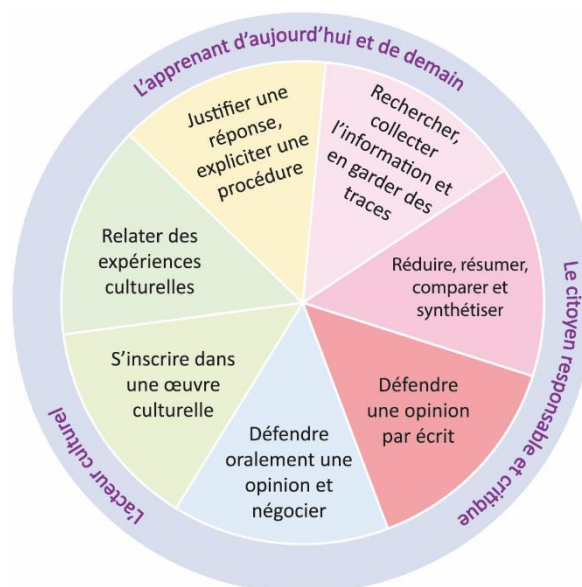 L'apprenant d'aujourd'hui et de demain
Justifier une
réponse,
expliciter une
procédure
Rechercher,
collecter
l'information et
en garder des
traces
Relater des
expériences
culturelles
Réduire, résumer,
comparer et
synthétiser
S'inscrire dans
une œuvre
culturelle
Défendre
une opinion
par écrit
Défendre
oralement une
opinion et
négocier
L'acteur culturel
Le citoyen responsable et critique